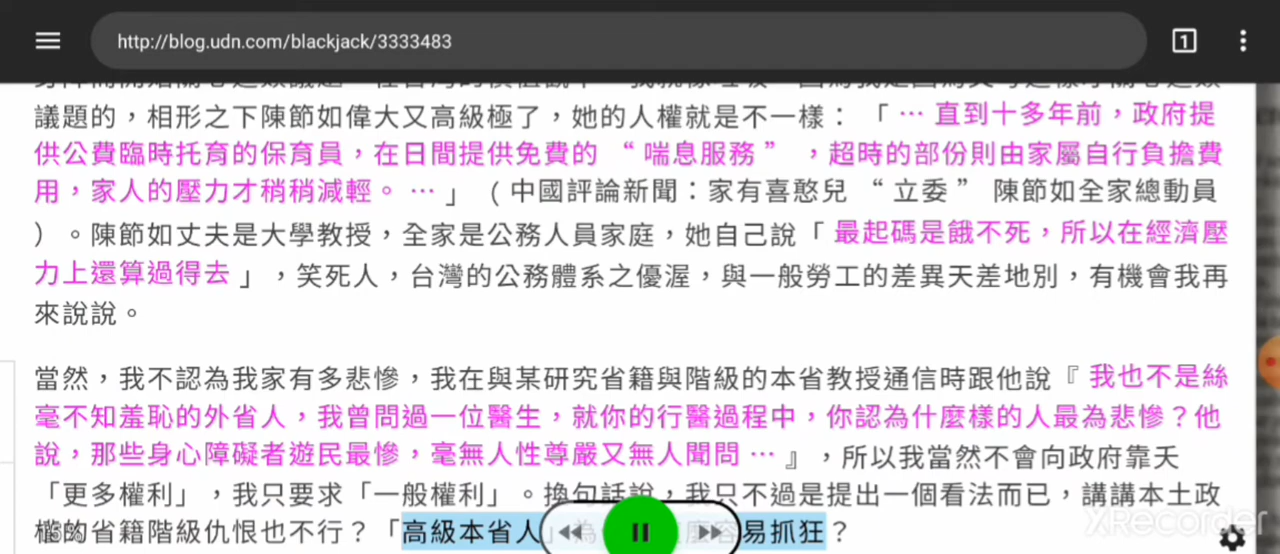 http://blog.udn.com/blackjack/3333483
1
議題的，相形之下陳節如偉大又高級極了，她的人權就是不一樣：「… 直到十多年前，政府提
供公費臨時托育的保育員，在日間提供免費的 “喘息服務” ，超時的部份則由家屬自行負擔費
用，家人的壓力才稍稍減輕。…」（中國評論新聞：家有喜憨兒 “立委” 陳節如全家總動員
）。陳節如丈夫是大學教授，全家是公務人員家庭，她自己說「最起碼是餓不死，所以在經濟壓
力上還算過得去」，笑死人，台灣的公務體系之優渥，與一般勞工的差異天差地別，有機會我再
來說說。
當然，我不認為我家有多悲慘，我在與某研究省籍與階級的本省教授通信時跟他說『我也不是絲
毫不知羞恥的外省人，我曾問過一位醫生，就你的行醫過程中，你認為什麼樣的人最為悲慘？他
說，那些身心障礙者遊民最慘，毫無人性尊嚴又無人聞問…』，所以我當然不會向政府靠夭
「更多權利」，我只要求「一般權利」。換句話說，我只不過是提出一個看法而已，講講本土政
權的省籍階級仇恨也不行？「高級本省人」為 麼容易抓狂？
XRecorder